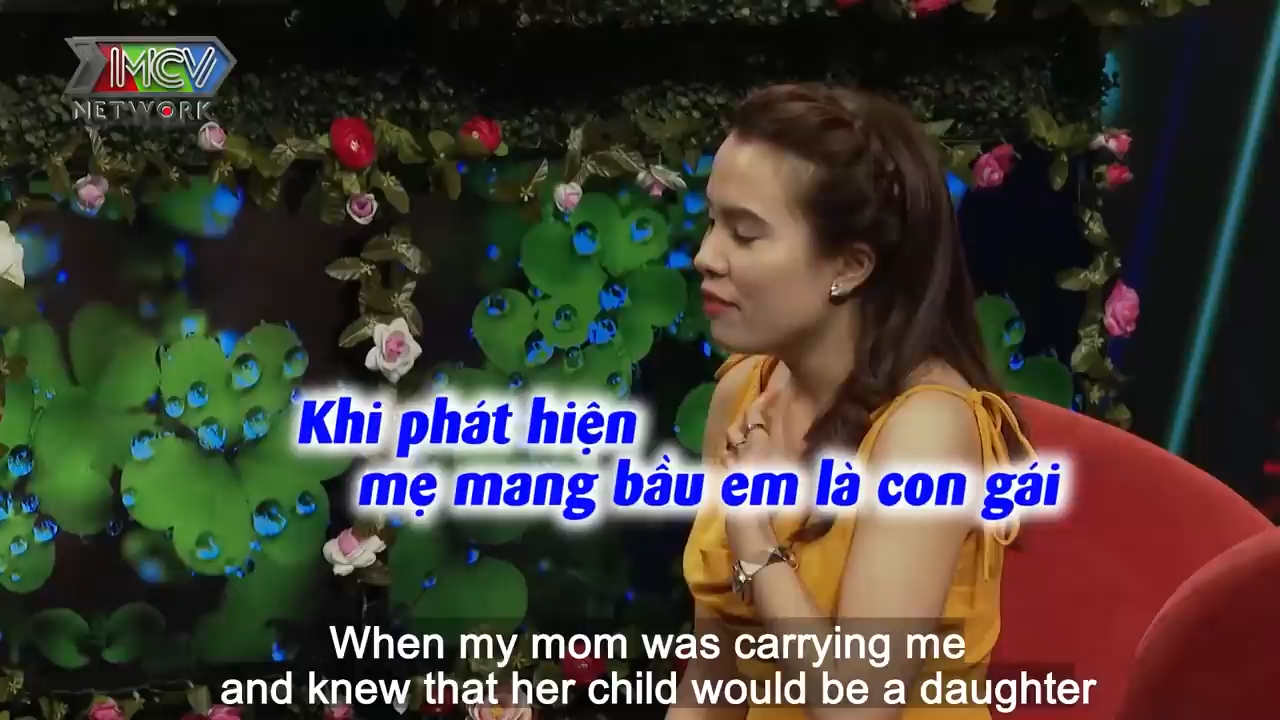 MCV
NETWORK
Khi phát hiện
mẹ mang bầu em là con gái
When my mom was carrying me
and knew that her child would be a daughter